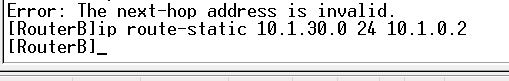 Error: The next-hop address is invalid.
[RouterB]ip route-static 10.1.30.0 24 10.1.0.2
[RouterB]_